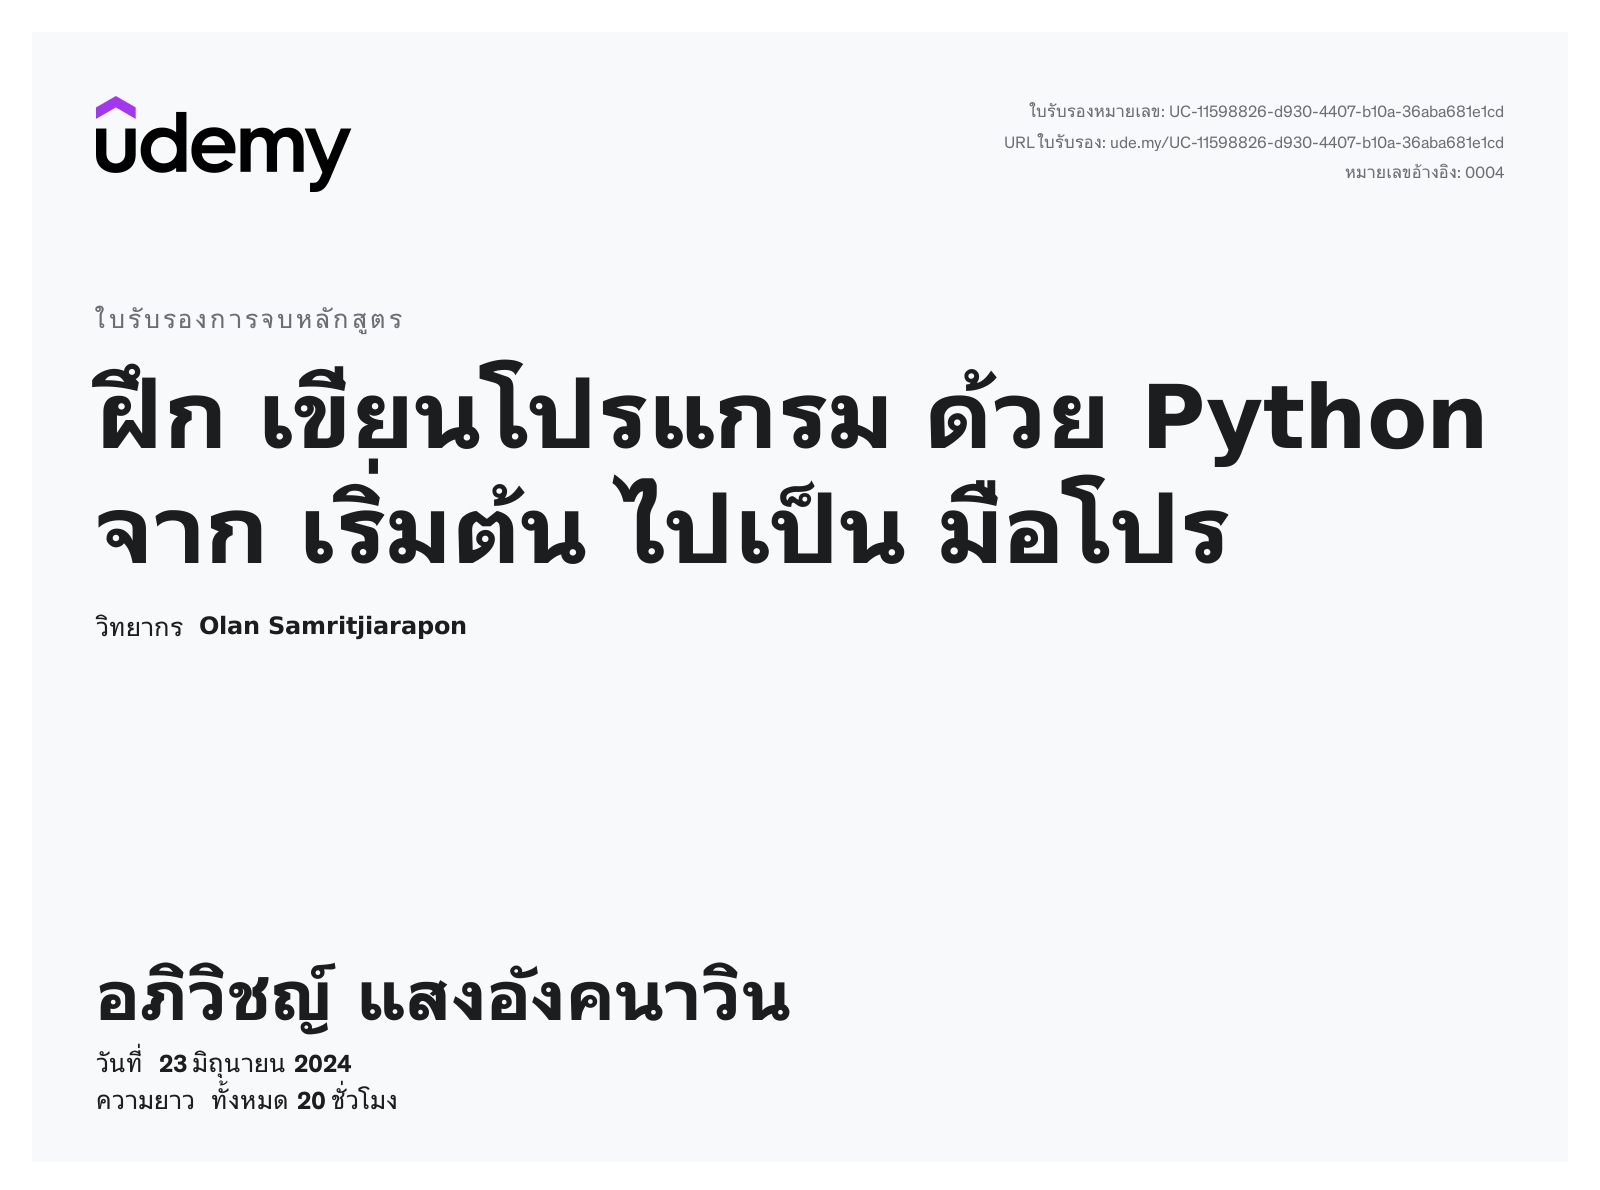 udemy
ใบรับรองหมายเลข: UC-11598826-d930-4407-b10a-36aba681e1cd
URLใบรับรอง: ude.my/UC-11598826-d930-4407-b10a-36aba681e1cd
หมายเลขอ้างอิง: 0004
ใบรับรองการจบหลักสูตร
ฝึก เขียนโปรแกรม ด้วย Python
จาก เริ่มต้น ไปเป็น มือโปร
วิทยากร Olan Samritjiarapon
อภิวิชญ์ แสงอังคนาวิน
วันที่ 23 มิถุนายน 2024
ความยาว ทั้งหมด 20 ชั่วโมง